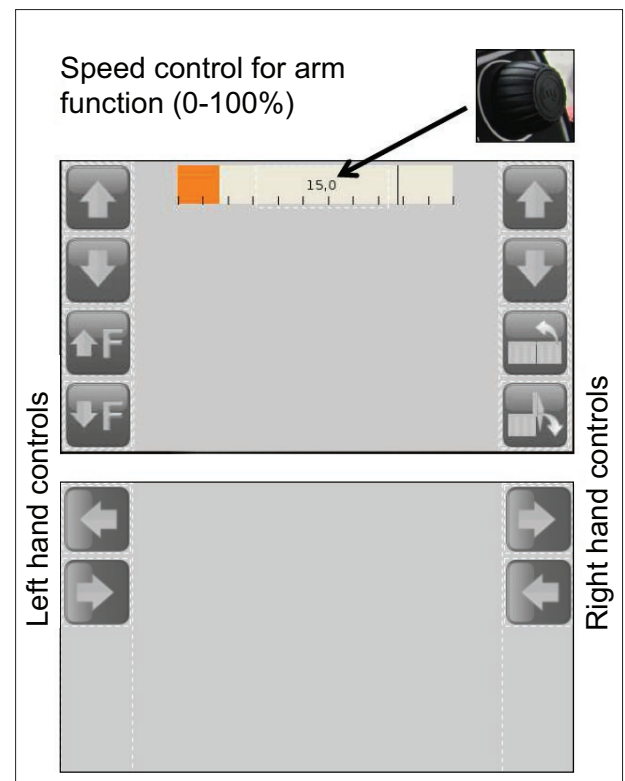 Speed control for arm
function (0-100%)
15,0
F
F
Left hand controls
Right hand controls